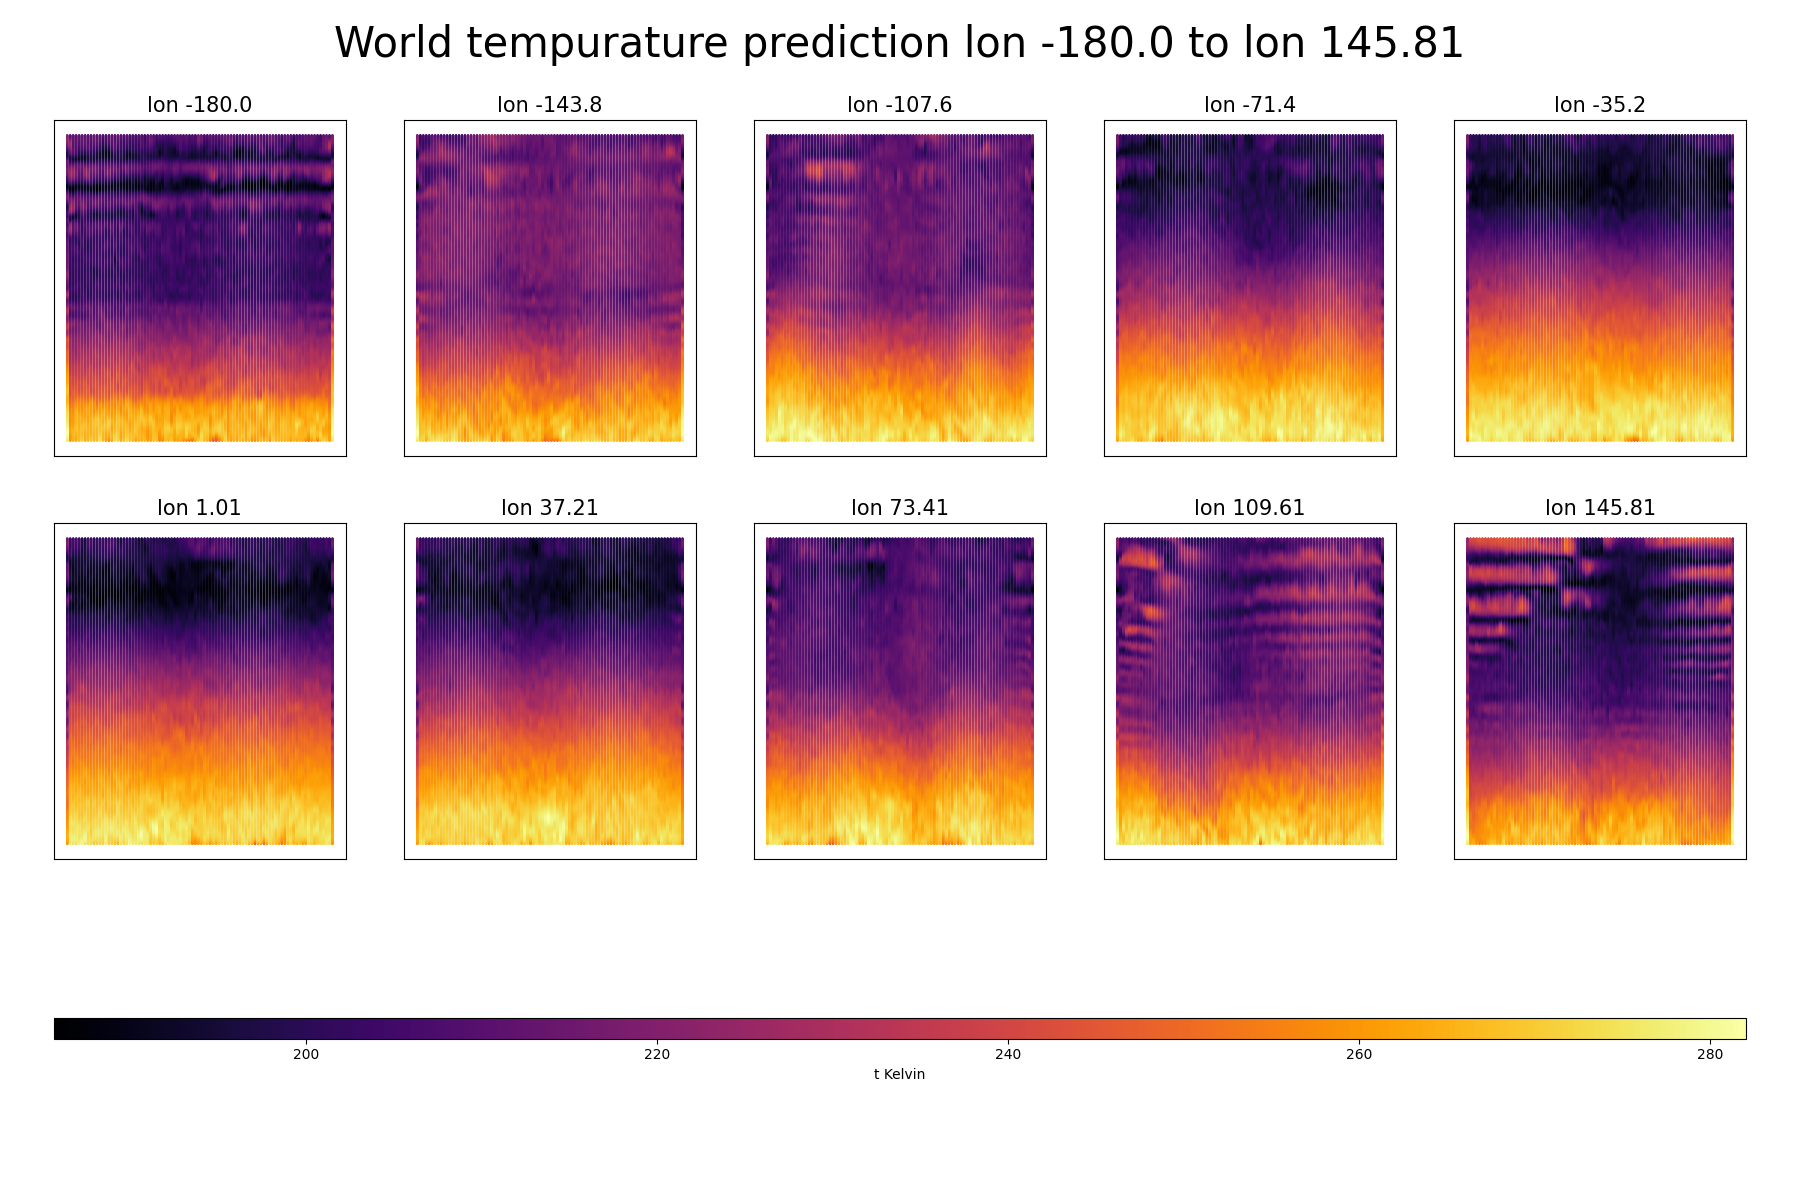 World tempurature prediction lon -180.0 to lon 145.81
lon -180.0
lon -143.8
lon -107.6
lon -71.4
lon -35.2
lon 1.01
lon 37.21
lon 73.41
lon 109.61
lon 145.81
200
220
240
260
280
t Kelvin